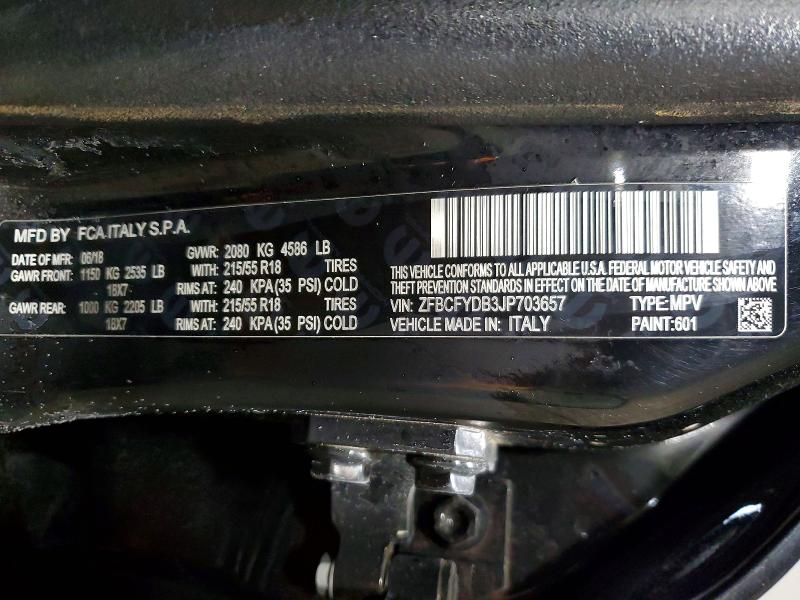 MFD BY FCA ITALY S.P.A.
DATE OF MFR: 06/18 GVWR: 2080 KG 4586 LB
GAWR FRONT: 1150 KG 2535 LB WITH: 215/55 R18 TIRES
18X7 RIMS AT: 240 KPA (35 PSI) COLD
GAWR REAR: 1000 KG 2205 LB WITH: 215/55 R18 TIRES
18X7 RIMS AT: 240 KPA (35 PSI) COLD
THIS VEHICLE CONFORMS TO ALL APPLICABLE U.S.A. FEDERAL MOTOR VEHICLE SAFETY AND
THEFT PREVENTION STANDARDS IN EFFECT ON THE DATE OF MANUFACTURE SHOWN ABOVE
VIN: ZFBCFYDB3JP703657 TYPE: MPV
VEHICLE MADE IN: ITALY PAINT: 601